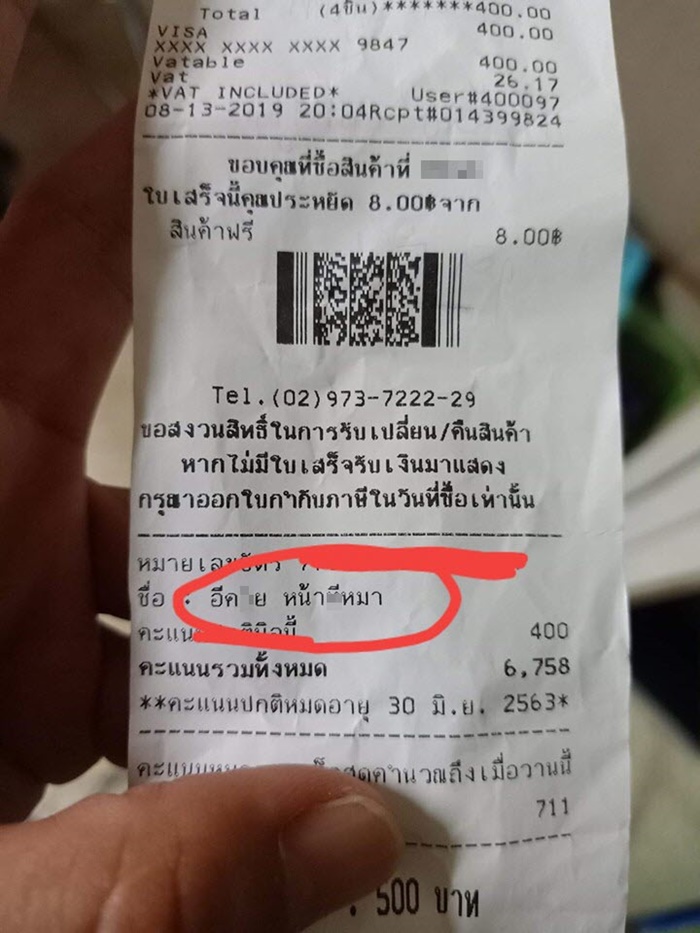 Total (4ชิ้น)*******400.00
VISA 400.00
XXXX XXXX XXXX 9847
Vatable 400.00
Vat 26.17
*VAT INCLUDED* User#400097
08-13-2019 20:04Rcpt#014399824
ขอบคุณที่ซื้อสินค้าที่
ใบเสร็จนี้คุณประหยัด 8.00฿จาก
สินค้าฟรี 8.00฿
Tel.(02)973-7222-29
ขอสงวนสิทธิ์ในการรับเปลี่ยน/คืนสินค้า
หากไม่มีใบเสร็จรับเงินมาแสดง
กรุณาออกใบกำกับภาษีในวันที่ซื้อเท่านั้น
หมายเลขบัตร
ชื่อ :
400
คะแนนรวมทั้งหมด 6,758
**คะแนนปกติหมดอายุ 30 มิ.ย. 2563*
711
500 บาท